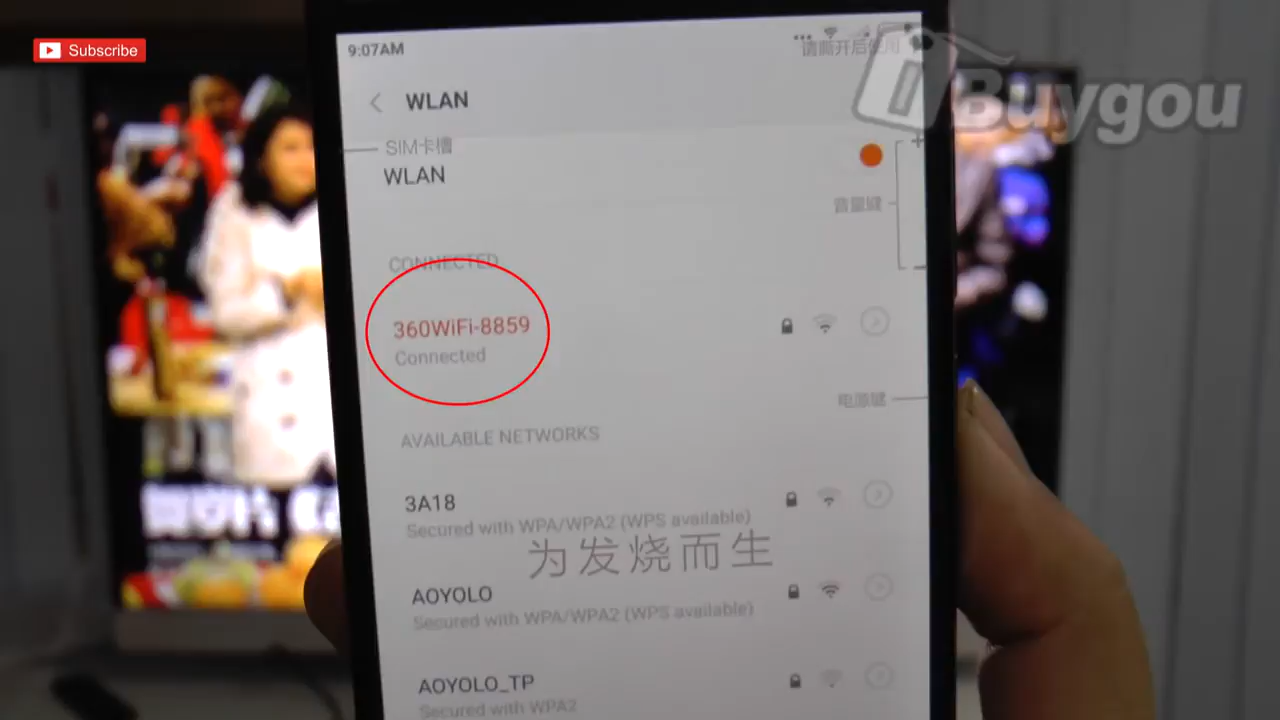 Subscribe
9:07AM
请撕开后使用
Buygou
WLAN
SIM卡槽
WLAN
音量键
CONNECTED
360WiFi-8859
Connected
电源键
AVAILABLE NETWORKS
3A18
Secured with WPA/WPA2 (WPS available)
为发烧而生
AOYOLO
Secured with WPA/WPA2 (WPS available)
AOYOLO_TP
Secured with WPA2